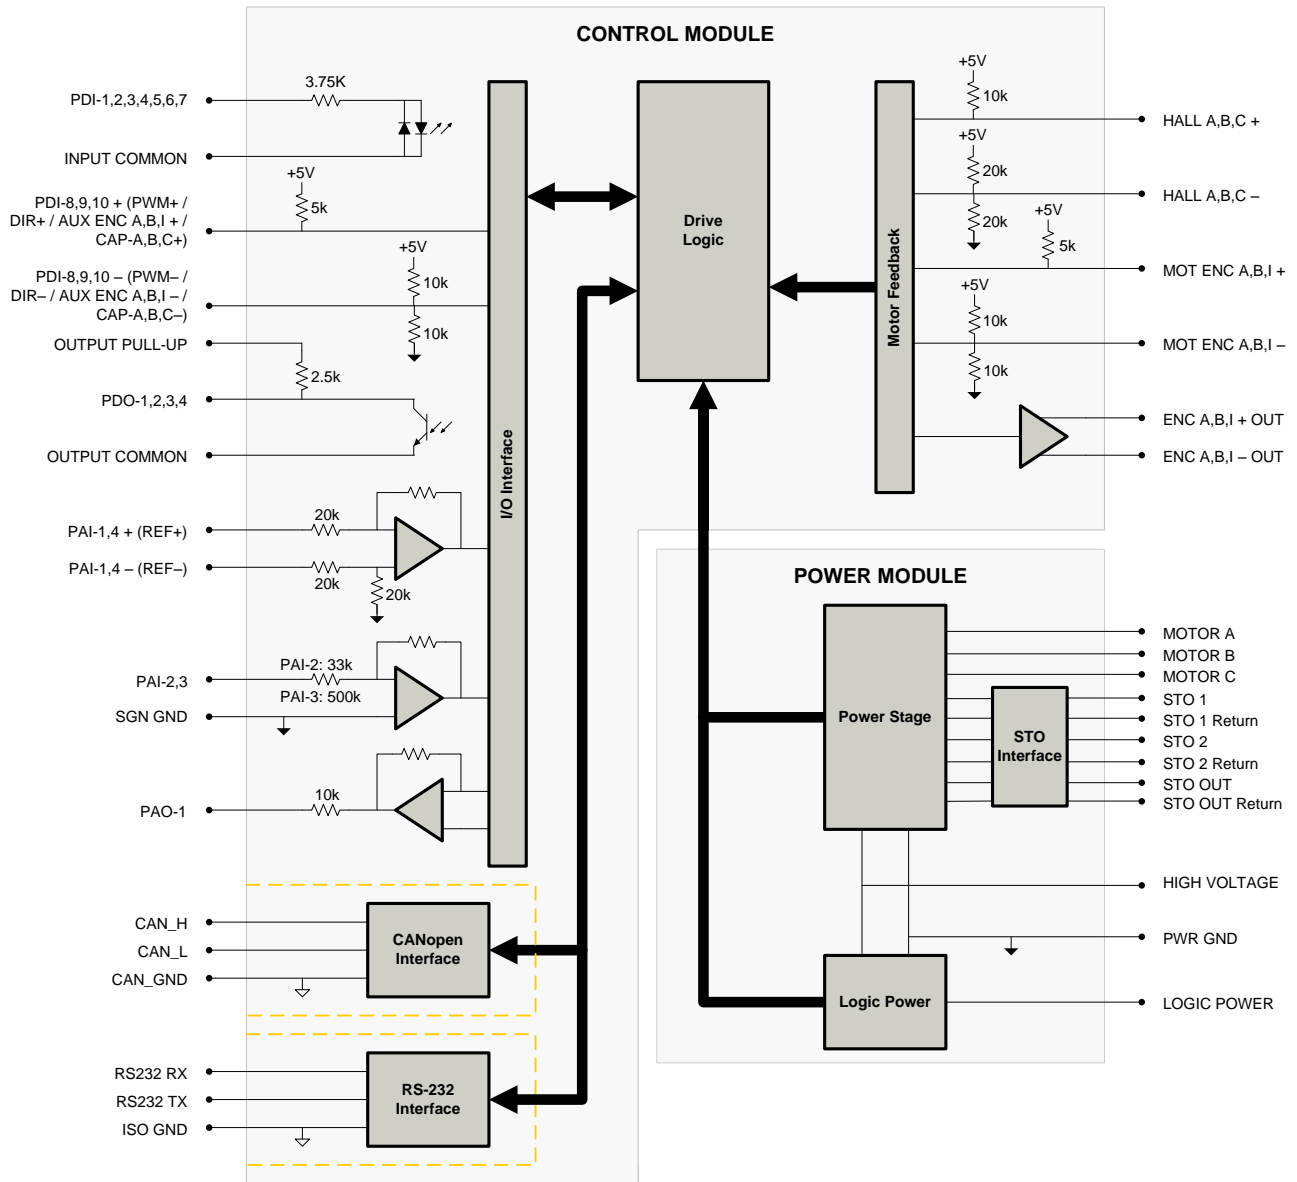 CONTROL MODULE
PDI-1,2,3,4,5,6,7
3.75K
INPUT COMMON
+5V
5k
PDI-8,9,10 + (PWM+ /
DIR+ / AUX ENC A,B,I + /
CAP-A,B,C+)
+5V
10k
10k
PDI-8,9,10 – (PWM– /
DIR– / AUX ENC A,B,I – /
CAP-A,B,C–)
OUTPUT PULL-UP
2.5k
PDO-1,2,3,4
OUTPUT COMMON
PAI-1,4 + (REF+)
20k
PAI-1,4 – (REF–)
20k
20k
PAI-2,3
PAI-2: 33k
PAI-3: 500k
SGN GND
PAO-1
10k
I/O Interface
Drive
Logic
Motor Feedback
+5V
10k
HALL A,B,C +
+5V
20k
20k
HALL A,B,C –
+5V
5k
MOT ENC A,B,I +
+5V
10k
10k
MOT ENC A,B,I –
ENC A,B,I + OUT
ENC A,B,I – OUT
CAN_H
CAN_L
CAN_GND
CANopen
Interface
RS232 RX
RS232 TX
ISO GND
RS-232
Interface
POWER MODULE
Power Stage
STO
Interface
MOTOR A
MOTOR B
MOTOR C
STO 1
STO 1 Return
STO 2
STO 2 Return
STO OUT
STO OUT Return
HIGH VOLTAGE
PWR GND
Logic Power
LOGIC POWER